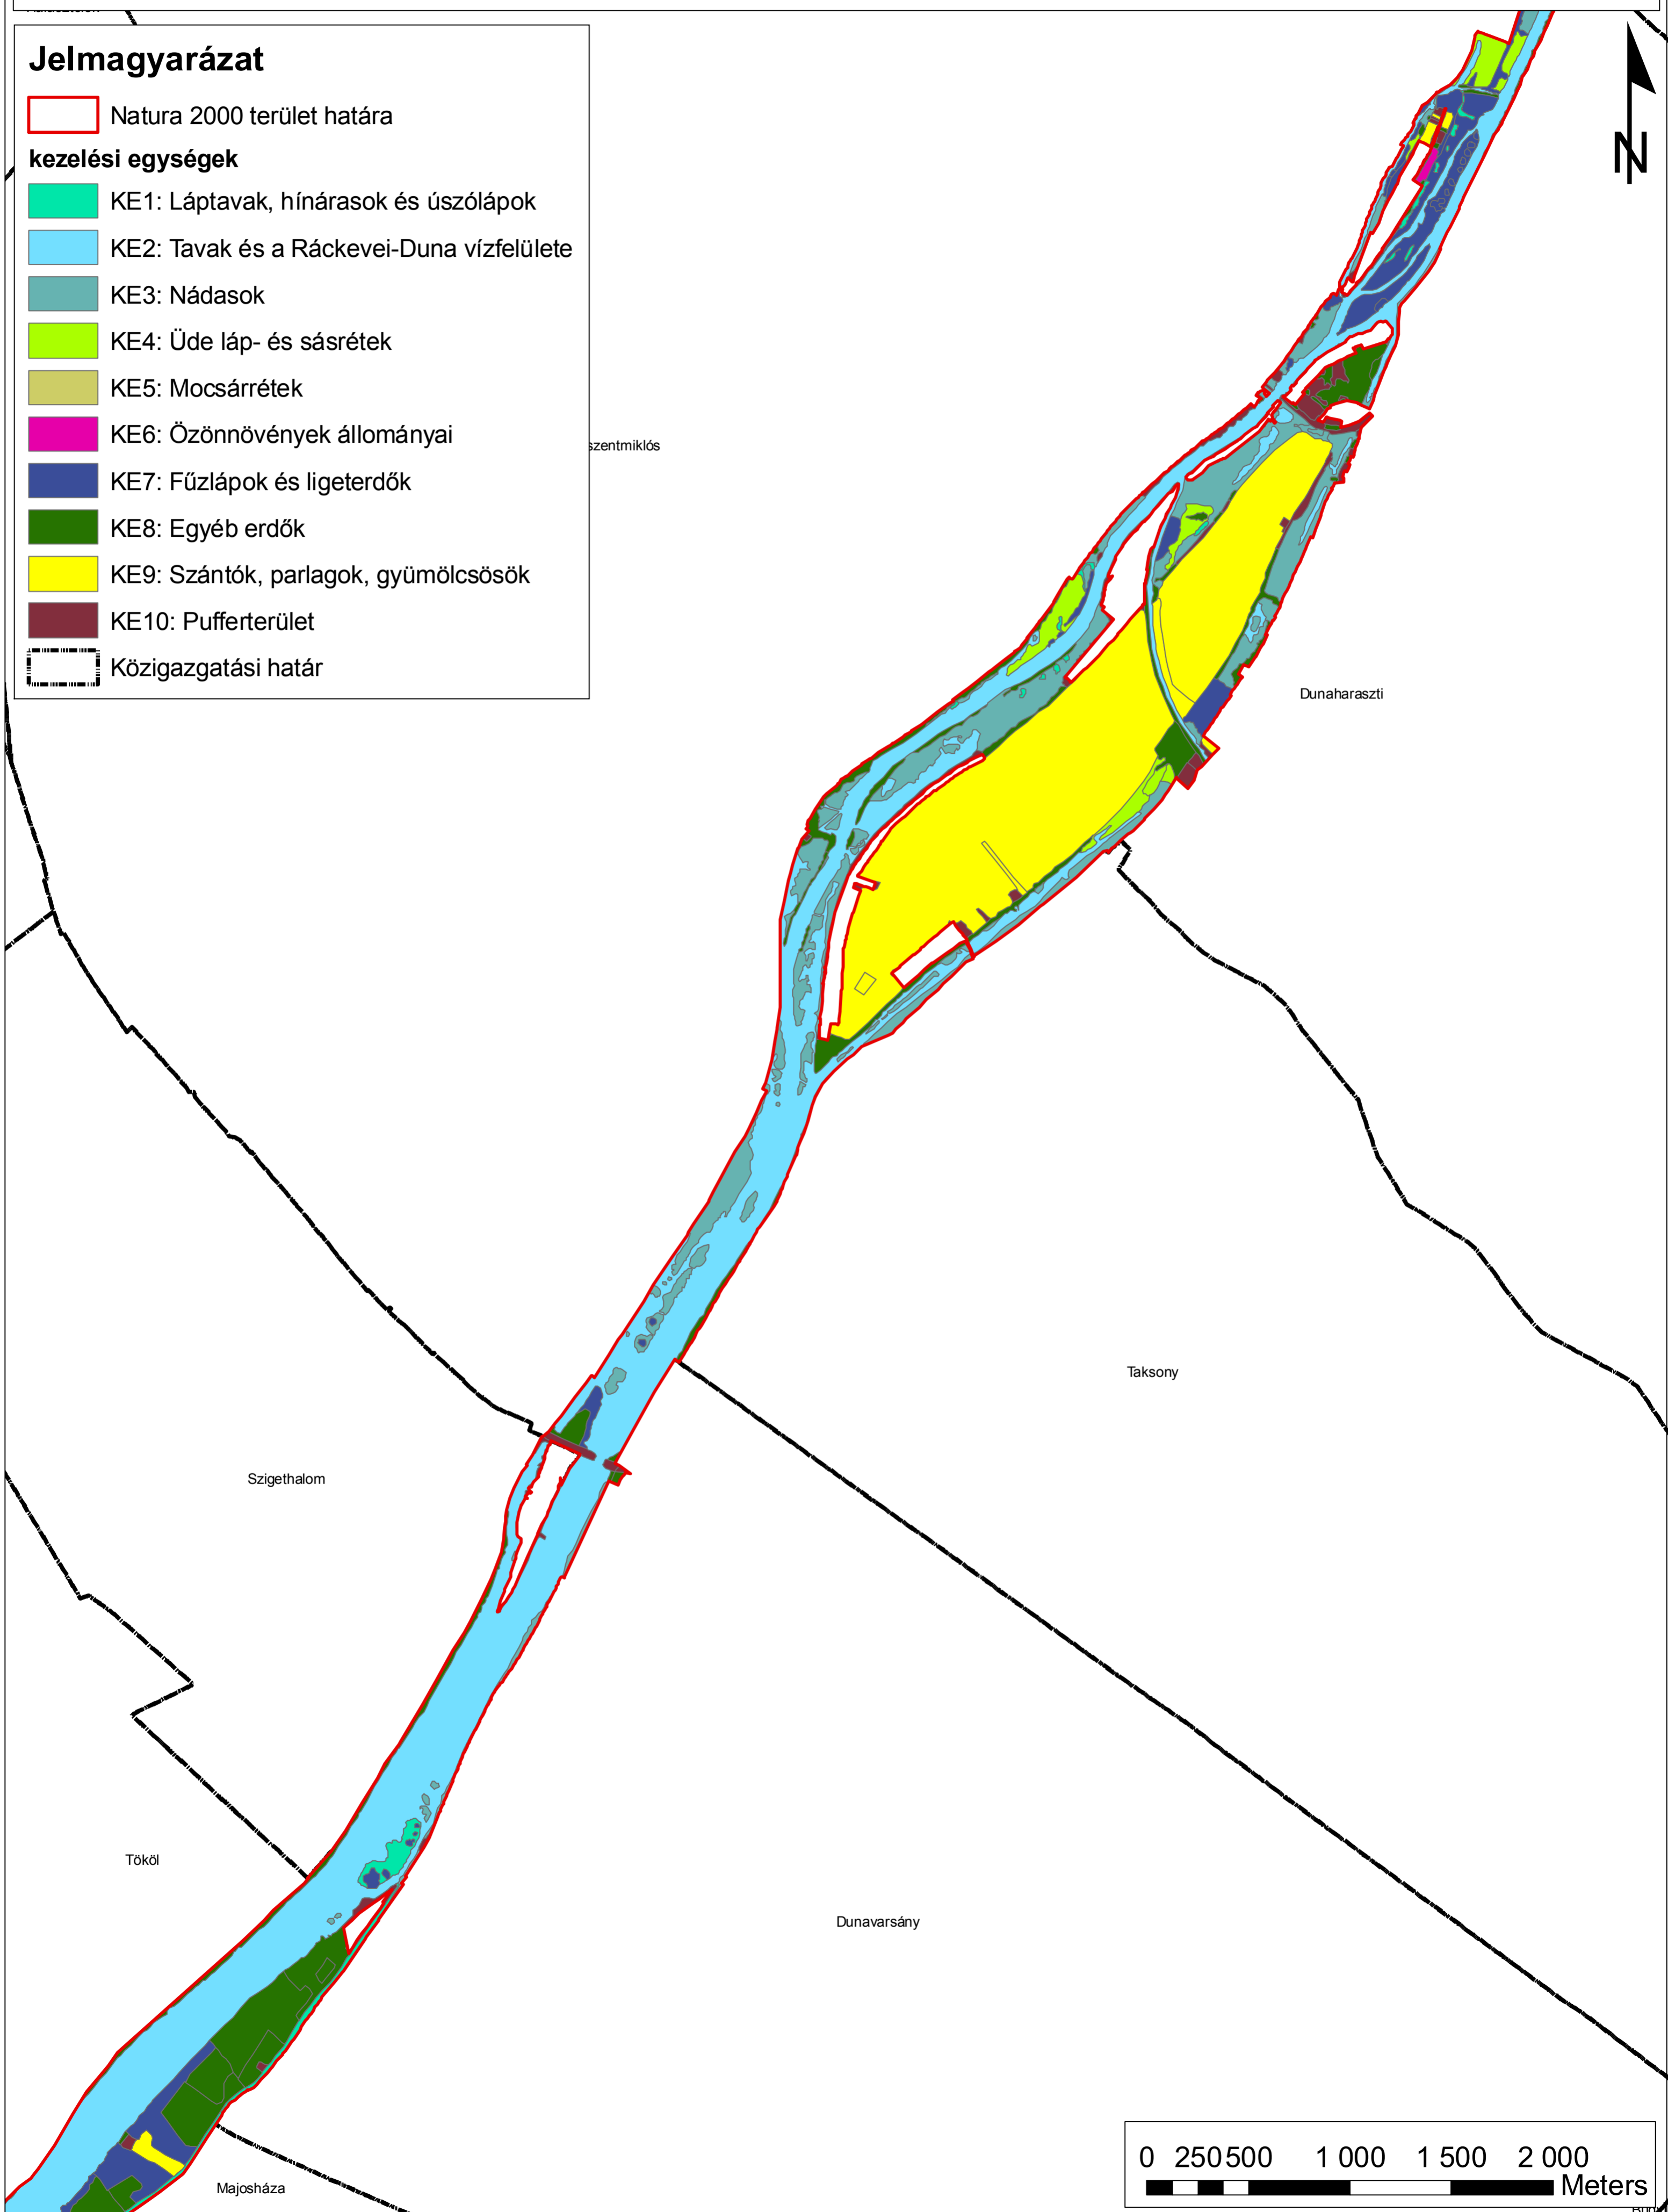 Jelmagyarázat
Natura 2000 terület határa
kezelési egységek
KE1: Láptavak, hínárasok és úszólápok
KE2: Tavak és a Ráckevei-Duna vízfelülete
KE3: Nádasok
KE4: Üde láp- és sásrétek
KE5: Mocsárrétek
KE6: Özönnövények állományai
KE7: Fűzlápok és ligeterdők
KE8: Egyéb erdők
KE9: Szántók, parlagok, gyümölcsösök
KE10: Pufferterület
Közigazgatási határ
N
szentmiklós
Dunaharaszti
Taksony
Szigethalom
Tököl
Dunavarsány
Majosháza
0 250 500 1 000 1 500 2 000
Meters